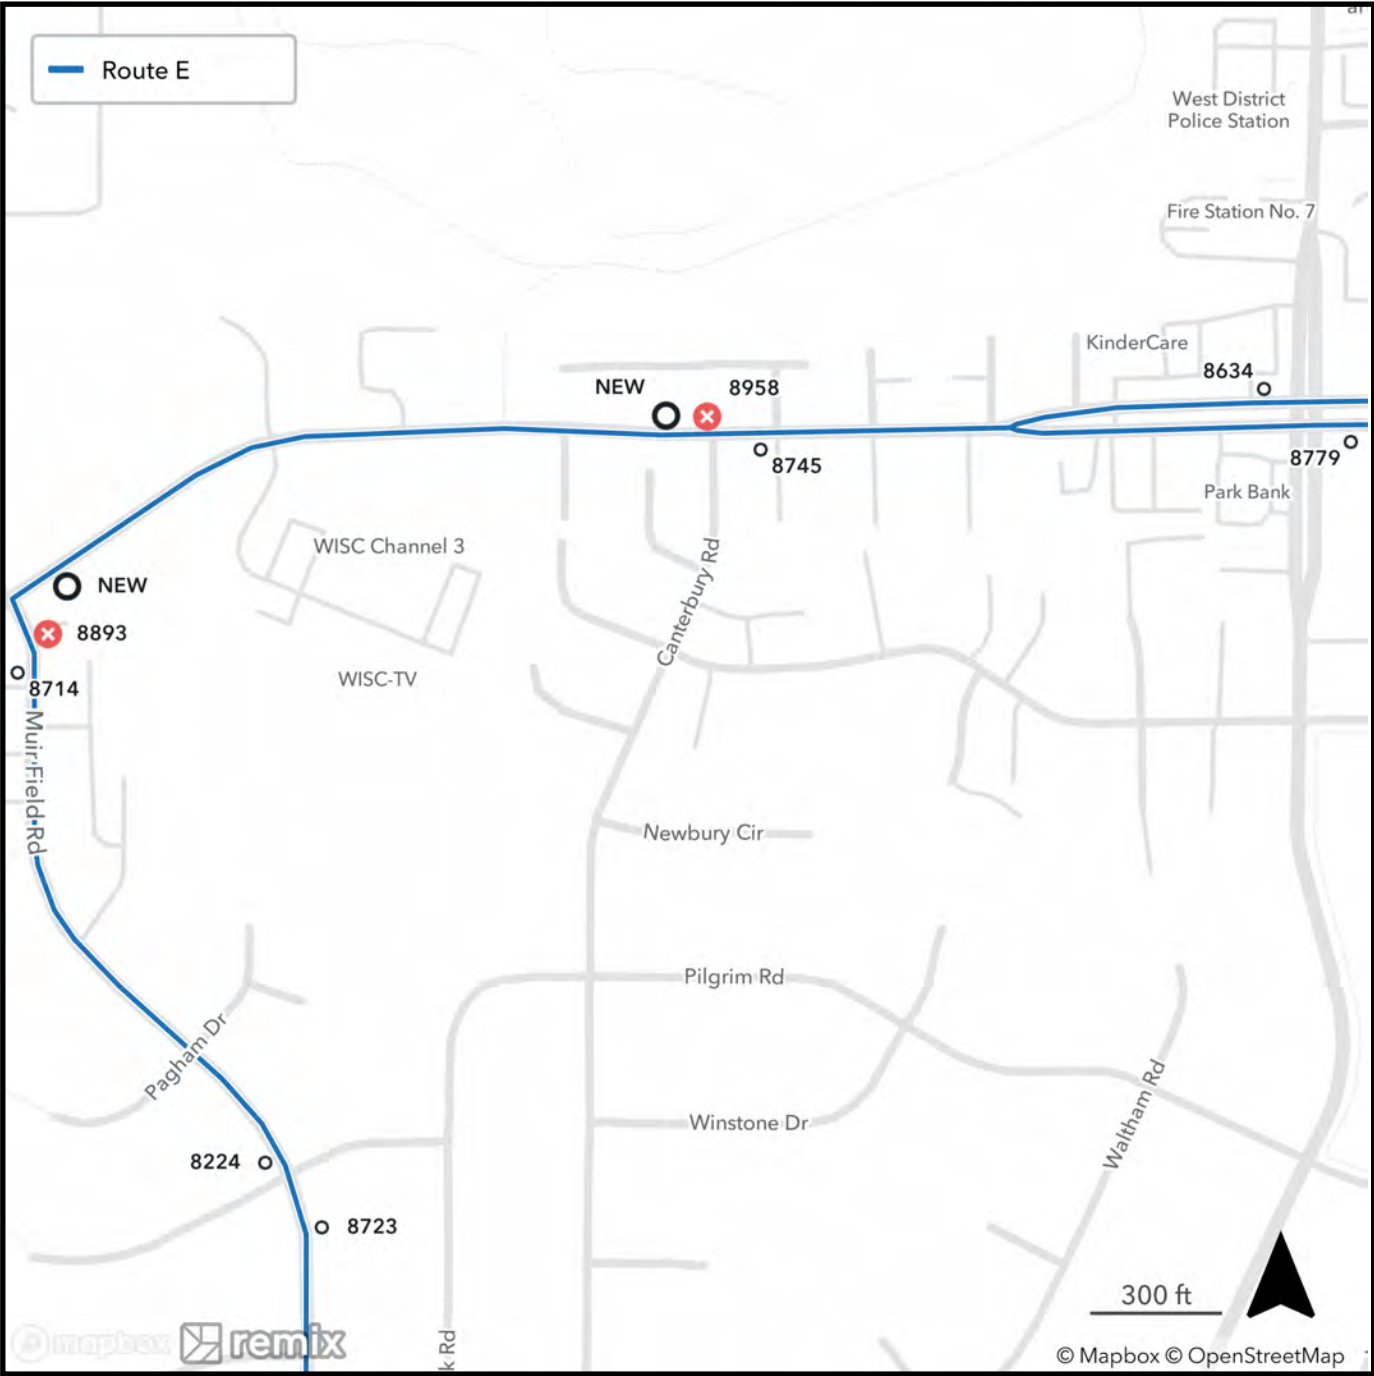 Route E
West District
Police Station
Fire Station No. 7
KinderCare
8634
NEW
8958
8745
8779
Park Bank
WISC Channel 3
Canterbury Rd
NEW
8893
WISC-TV
8714
Muir Field Rd
Newbury Cir
Pilgrim Rd
Pagham Dr
Winstone Dr
Waltham Rd
8224
8723
300 ft
mapbox
remix
k Rd
© Mapbox © OpenStreetMap